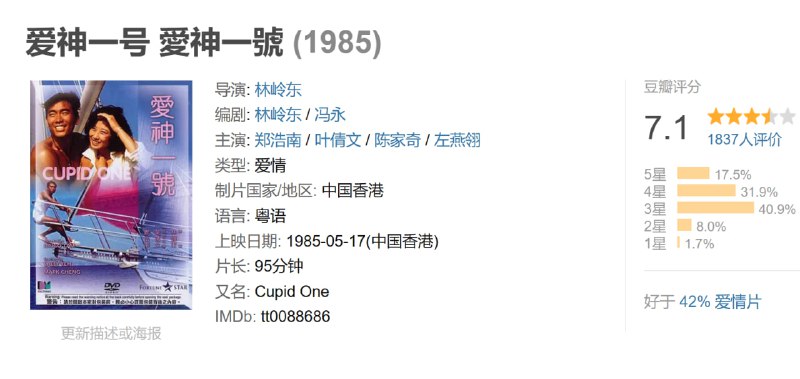 爱神一号 愛神一號 (1985)
愛神一號
CUPID ONE
MARK CHENG
DVD
FORTUNE STAR
更新描述或海报
导演: 林岭东
编剧: 林岭东 / 冯永
主演: 郑浩南 / 叶倩文 / 陈家奇 / 左燕翎
类型: 爱情
制片国家/地区: 中国香港
语言: 粤语
上映日期: 1985-05-17(中国香港)
片长: 95分钟
又名: Cupid One
IMDb: tt0088686
豆瓣评分
7.1
1837人评价
5星 17.5%
4星 31.9%
3星 40.9%
2星 8.0%
1星 1.7%
好于 42% 爱情片